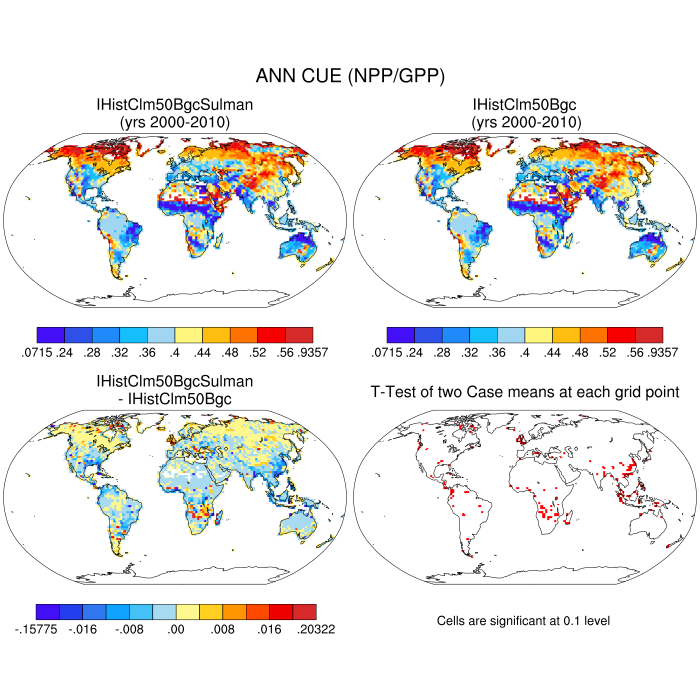 ANN CUE (NPP/GPP)
IHistClm50BgcSulman
(yrs 2000-2010)
IHistClm50Bgc
(yrs 2000-2010)
.0715 .24 .28 .32 .36 .4 .44 .48 .52 .56 .9357
.0715 .24 .28 .32 .36 .4 .44 .48 .52 .56 .9357
IHistClm50BgcSulman
- IHistClm50Bgc
T-Test of two Case means at each grid point
-.15775 -.016 -.008 .00 .008 .016 .20322
Cells are significant at 0.1 level